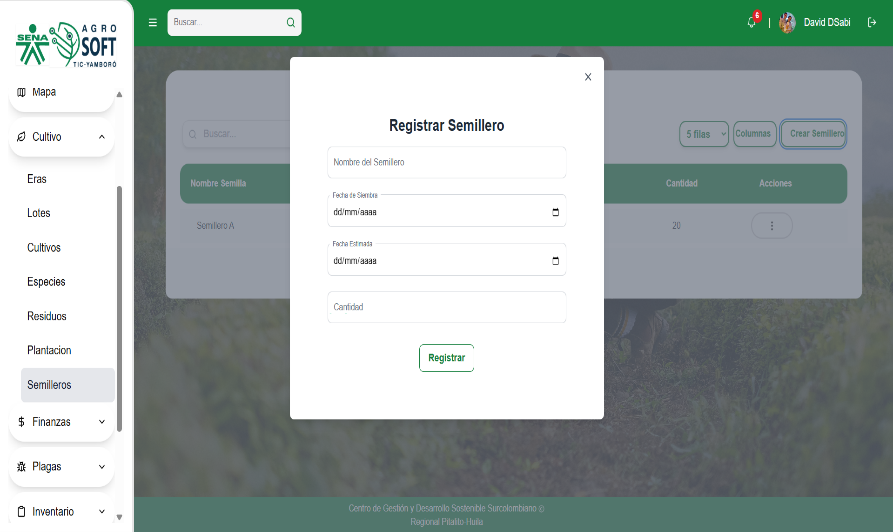 SENA
AGRO
SOFT
TIC-YAMBORÓ
Buscar...
6
|
David DSabi
Mapa
Cultivo
Eras
Lotes
Cultivos
Especies
Residuos
Plantacion
Semilleros
Finanzas
Plagas
Inventario
Buscar...
5 filas
Columnas
Crear Semillero
Nombre Semilla
Cantidad
Acciones
Semillero A
20
X
Registrar Semillero
Nombre del Semillero
Fecha de Siembra
dd/mm/aaaa
Fecha Estimada
dd/mm/aaaa
Cantidad
Registrar
Centro de Gestión y Desarrollo Sostenible Surcolombiano ©
Regional Pitalito-Huila